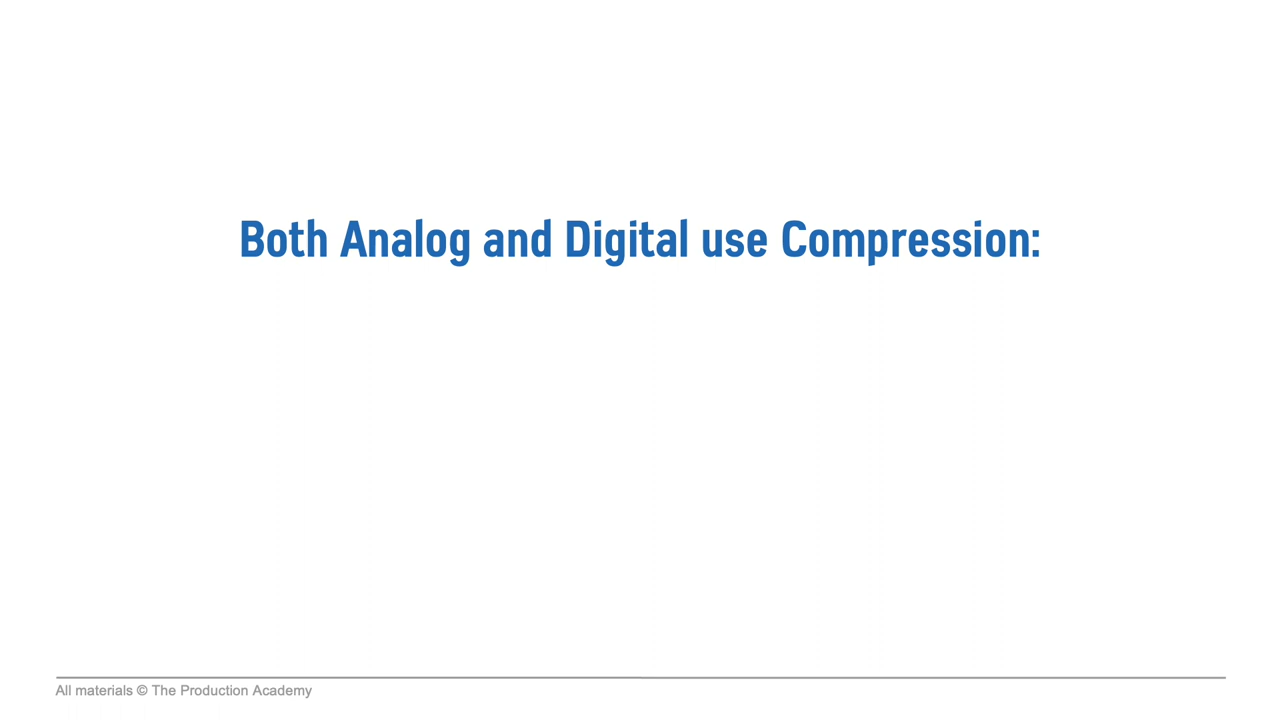 Both Analog and Digital use Compression:
All materials © The Production Academy